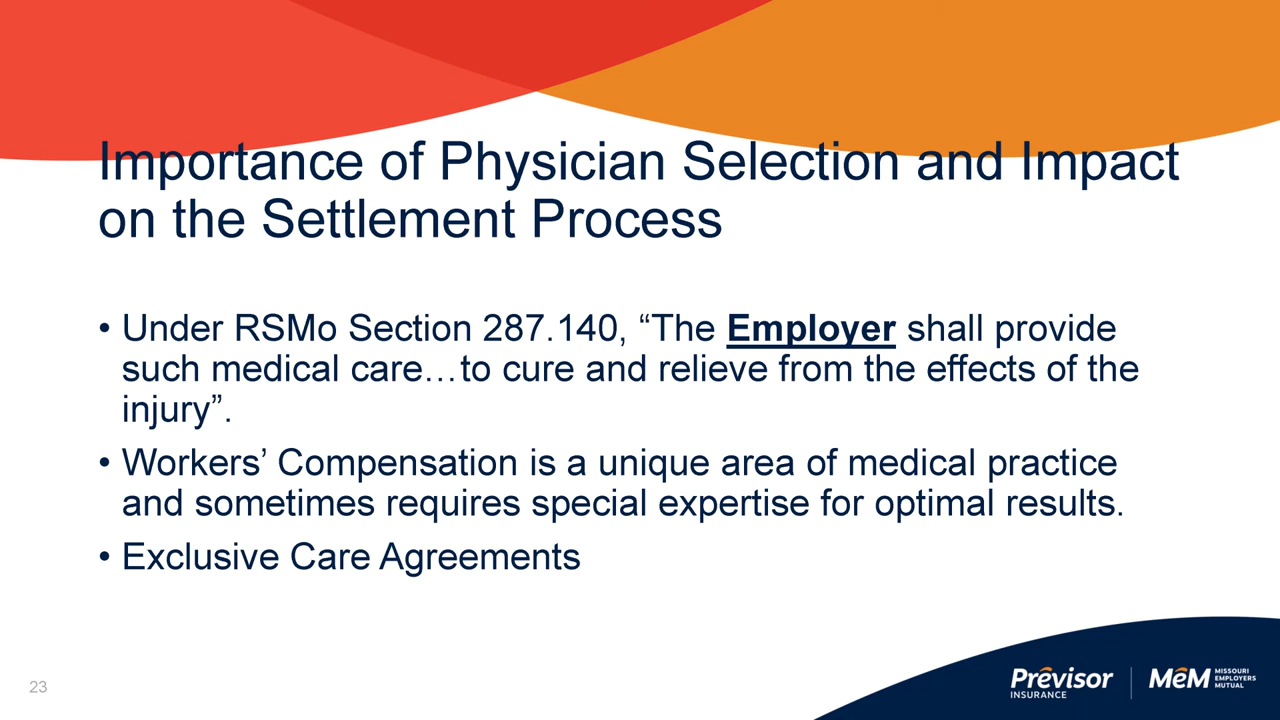 Importance of Physician Selection and Impact
on the Settlement Process
• Under RSMo Section 287.140, “The Employer shall provide
such medical care…to cure and relieve from the effects of the
injury”.
• Workers’ Compensation is a unique area of medical practice
and sometimes requires special expertise for optimal results.
• Exclusive Care Agreements
23
Prēvisor
INSURANCE
MēM
MISSOURI
EMPLOYERS
MUTUAL